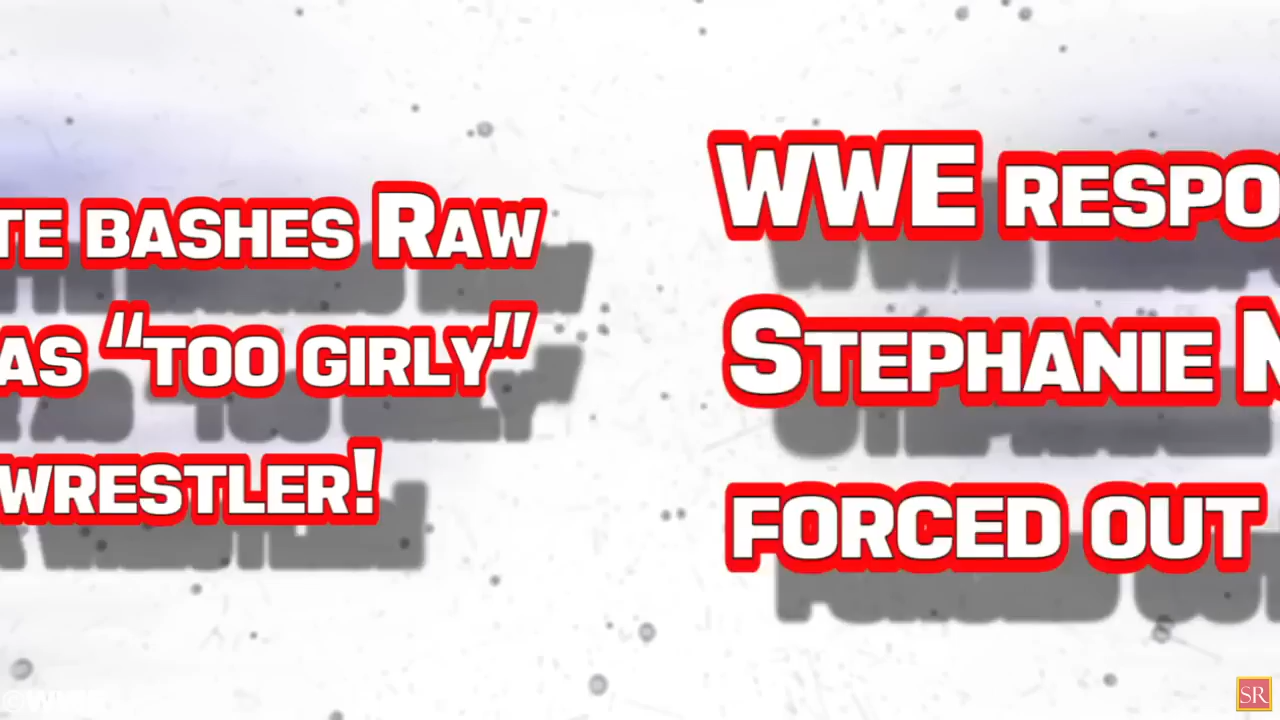 TE BASHES RAW
AS “TOO GIRLY”
WRESTLER!
WWE RESPO
STEPHANIE
FORCED OUT
SR